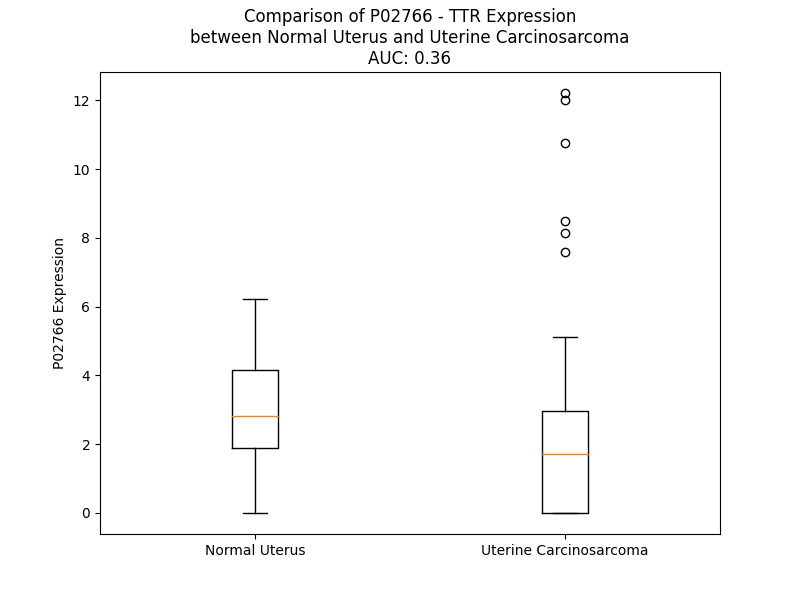 Comparison of P02766 - TTR Expression
between Normal Uterus and Uterine Carcinosarcoma
AUC: 0.36
12
10
8
6
4
2
0
P02766 Expression
Normal Uterus
Uterine Carcinosarcoma